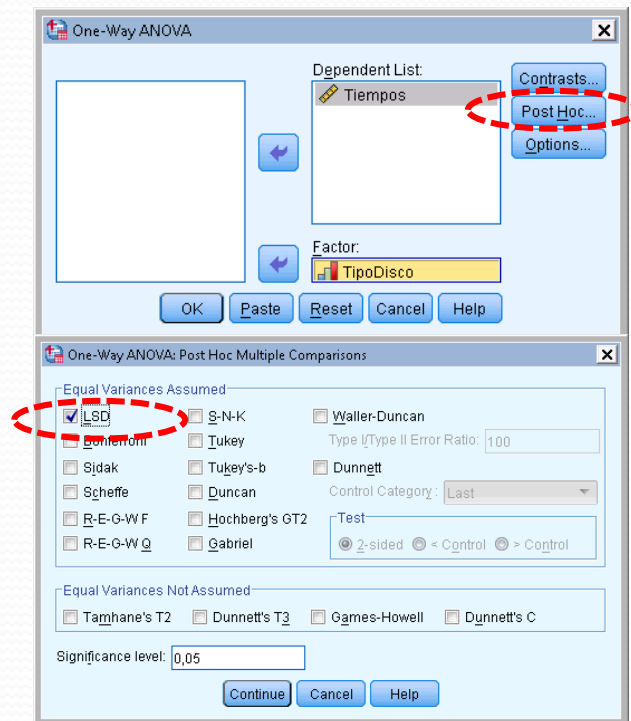 One-Way ANOVA
Dependent List:
Tiempos
Contrasts...
Post Hoc...
Options...
Factor:
TipoDisco
OK Paste Reset Cancel Help
One-Way ANOVA: Post Hoc Multiple Comparisons
Equal Variances Assumed
LSD S-N-K Waller-Duncan
Bonferroni Tukey Type I/Type II Error Ratio: 100
Sidak Tukey's-b Dunnett
Scheffe Duncan Control Category : Last
R-E-G-W F Hochberg's GT2 Test
R-E-G-W Q Gabriel 2-sided < Control > Control
Equal Variances Not Assumed
Tamhane's T2 Dunnett's T3 Games-Howell Dunnett's C
Significance level: 0,05
Continue Cancel Help